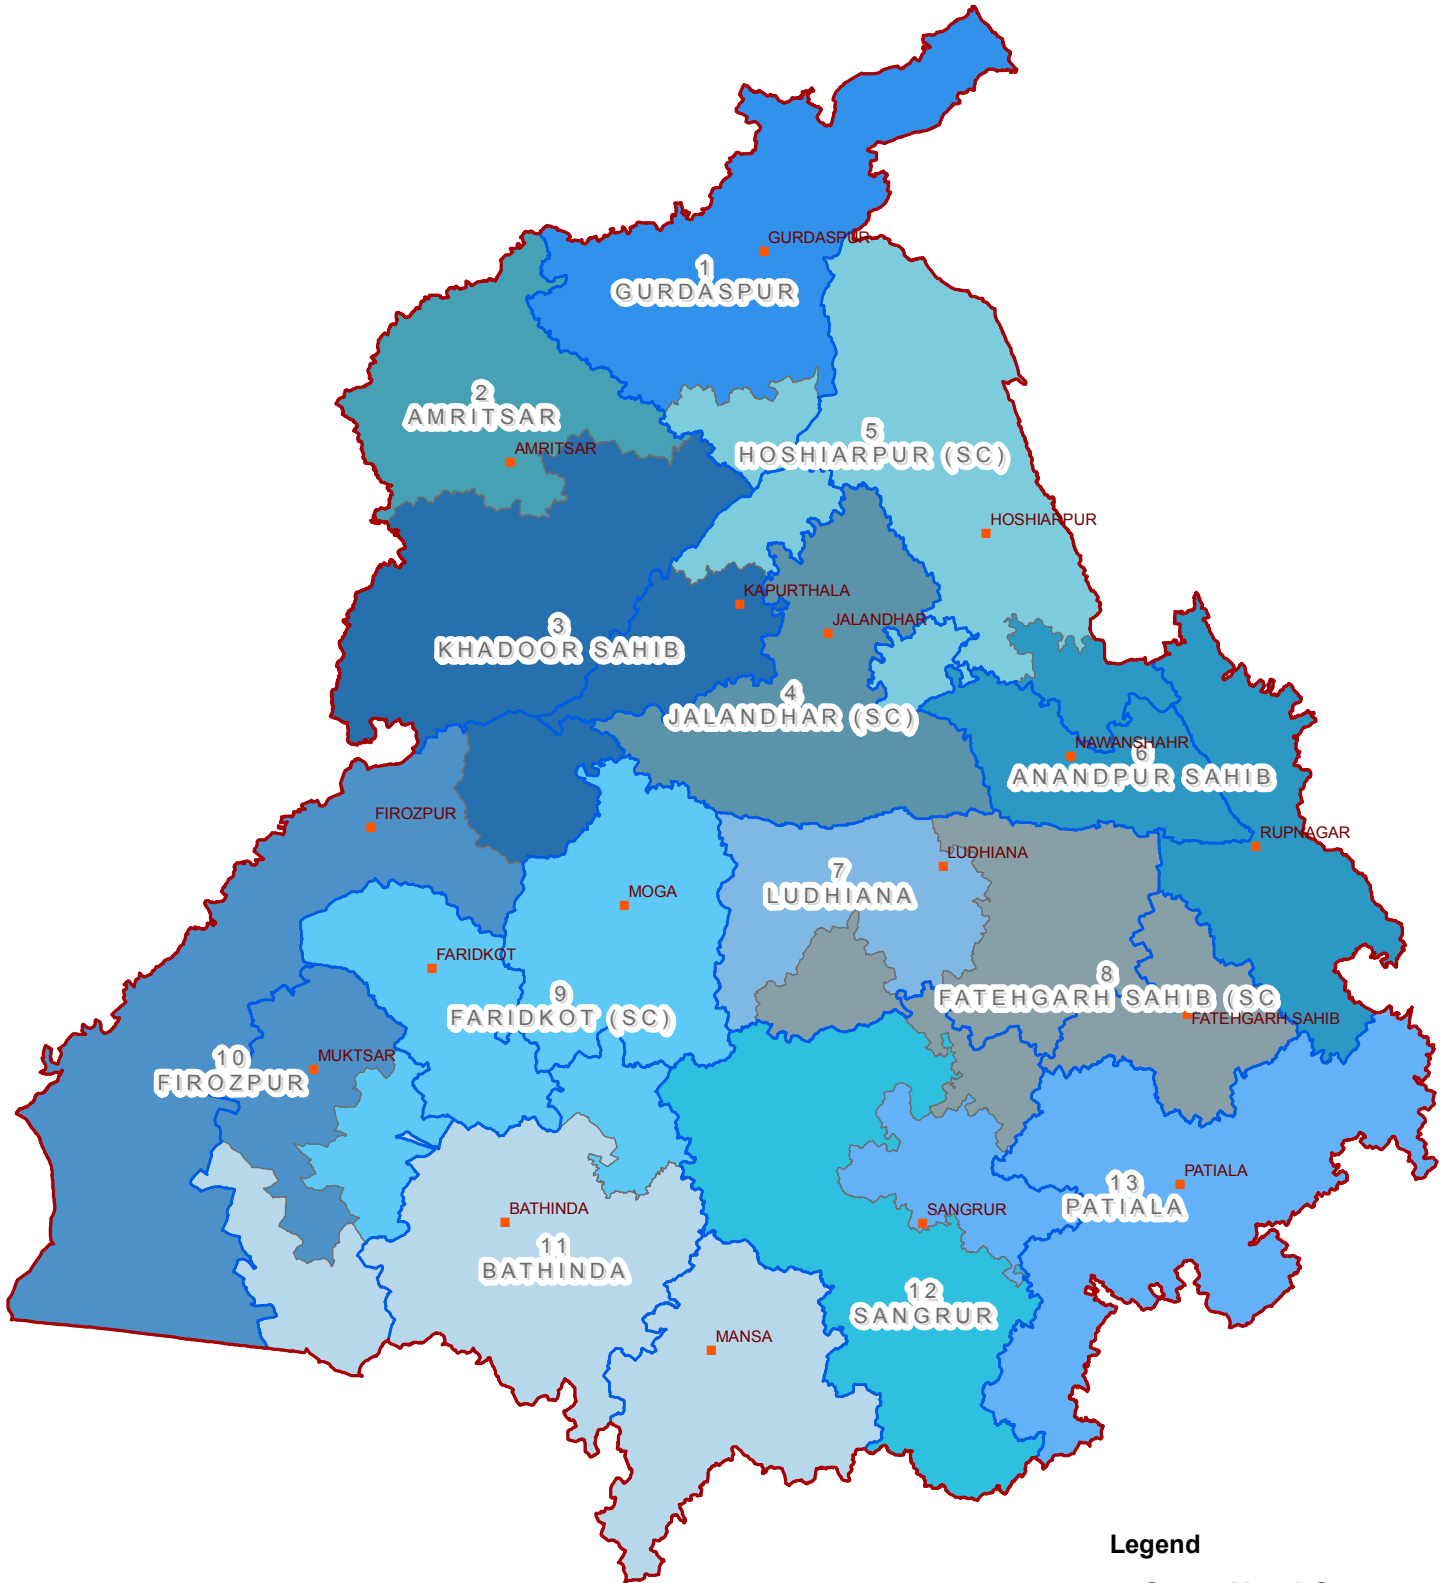 GURDASPUR
1
GURDASPUR
2
AMRITSAR
AMRITSAR
5
HOSHIARPUR (SC)
HOSHIARPUR
KAPURTHALA
JALANDHAR
3
KHADOOR SAHIB
4
JALANDHAR (SC)
NAWANSHAHR
6
ANANDPUR SAHIB
FIROZPUR
RUPNAGAR
LUDHIANA
7
LUDHIANA
MOGA
FARIDKOT
8
FATEHGARH SAHIB (SC
FATEHGARH SAHIB
9
FARIDKOT (SC)
MUKTSAR
10
FIROZPUR
PATIALA
13
PATIALA
BATHINDA
SANGRUR
11
BATHINDA
12
SANGRUR
MANSA
Legend